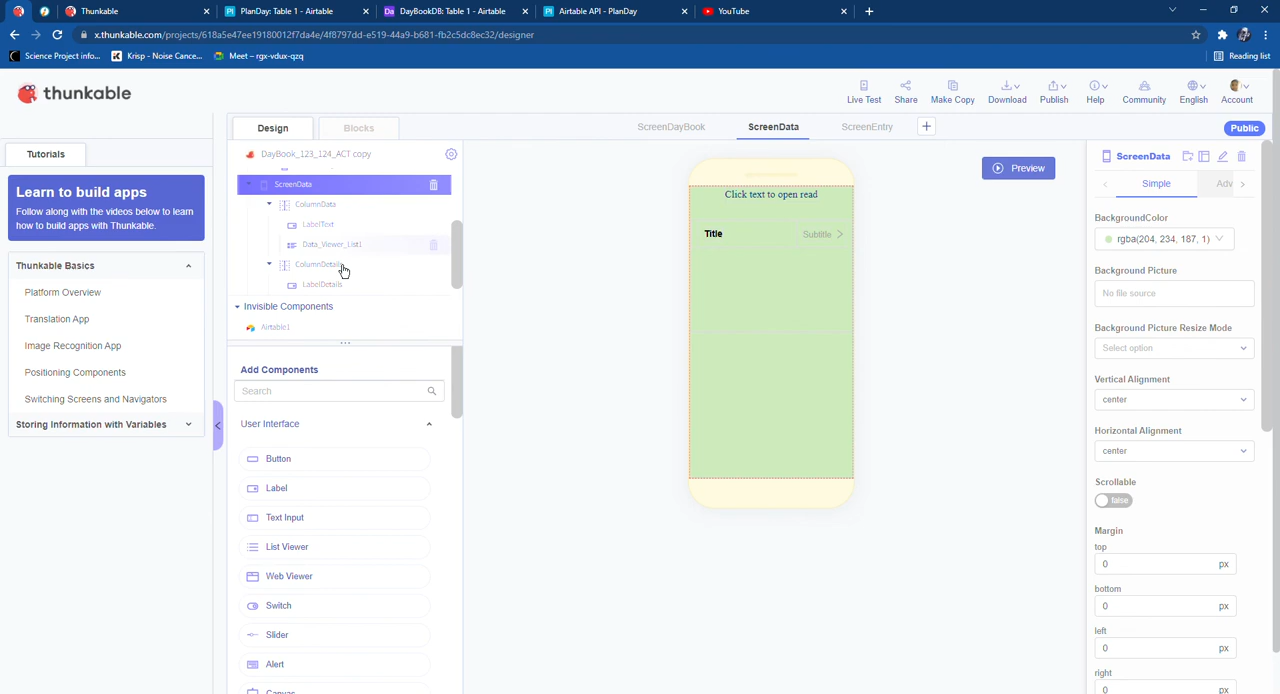 Thunkable
PlanDay: Table 1 - Airtable
DayBookDB: Table 1 - Airtable
Airtable API - PlanDay
YouTube
x.thunkable.com/projects/618a5e47ee19180012f7da4e/4f8797dd-e519-44a9-b681-fb2c5dc8ec32/designer
Science Project info...
Krisp - Noise Cance...
Meet – rgx-vdux-qzq
Reading list
thunkable
Live Test
Share
Make Copy
Download
Publish
Help
Community
English
Account
Design
Blocks
ScreenDayBook
ScreenData
ScreenEntry
Public
Tutorials
Learn to build apps
Follow along with the videos below to learn
how to build apps with Thunkable.
Thunkable Basics
Platform Overview
Translation App
Image Recognition App
Positioning Components
Switching Screens and Navigators
Storing Information with Variables
DayBook_123_124_ACT copy
ScreenData
ColumnData
LabelText
Data_Viewer_List1
ColumnDetails
LabelDetails
Invisible Components
Airtable1
Add Components
Search
User Interface
Button
Label
Text Input
List Viewer
Web Viewer
Switch
Slider
Alert
Canvas
Click text to open read
Title
Subtitle
Preview
ScreenData
Simple
Adv
BackgroundColor
rgba(204, 234, 187, 1)
Background Picture
No file source
Background Picture Resize Mode
Select option
Vertical Alignment
center
Horizontal Alignment
center
Scrollable
false
Margin
top
0 px
bottom
0 px
left
0 px
right
0 px